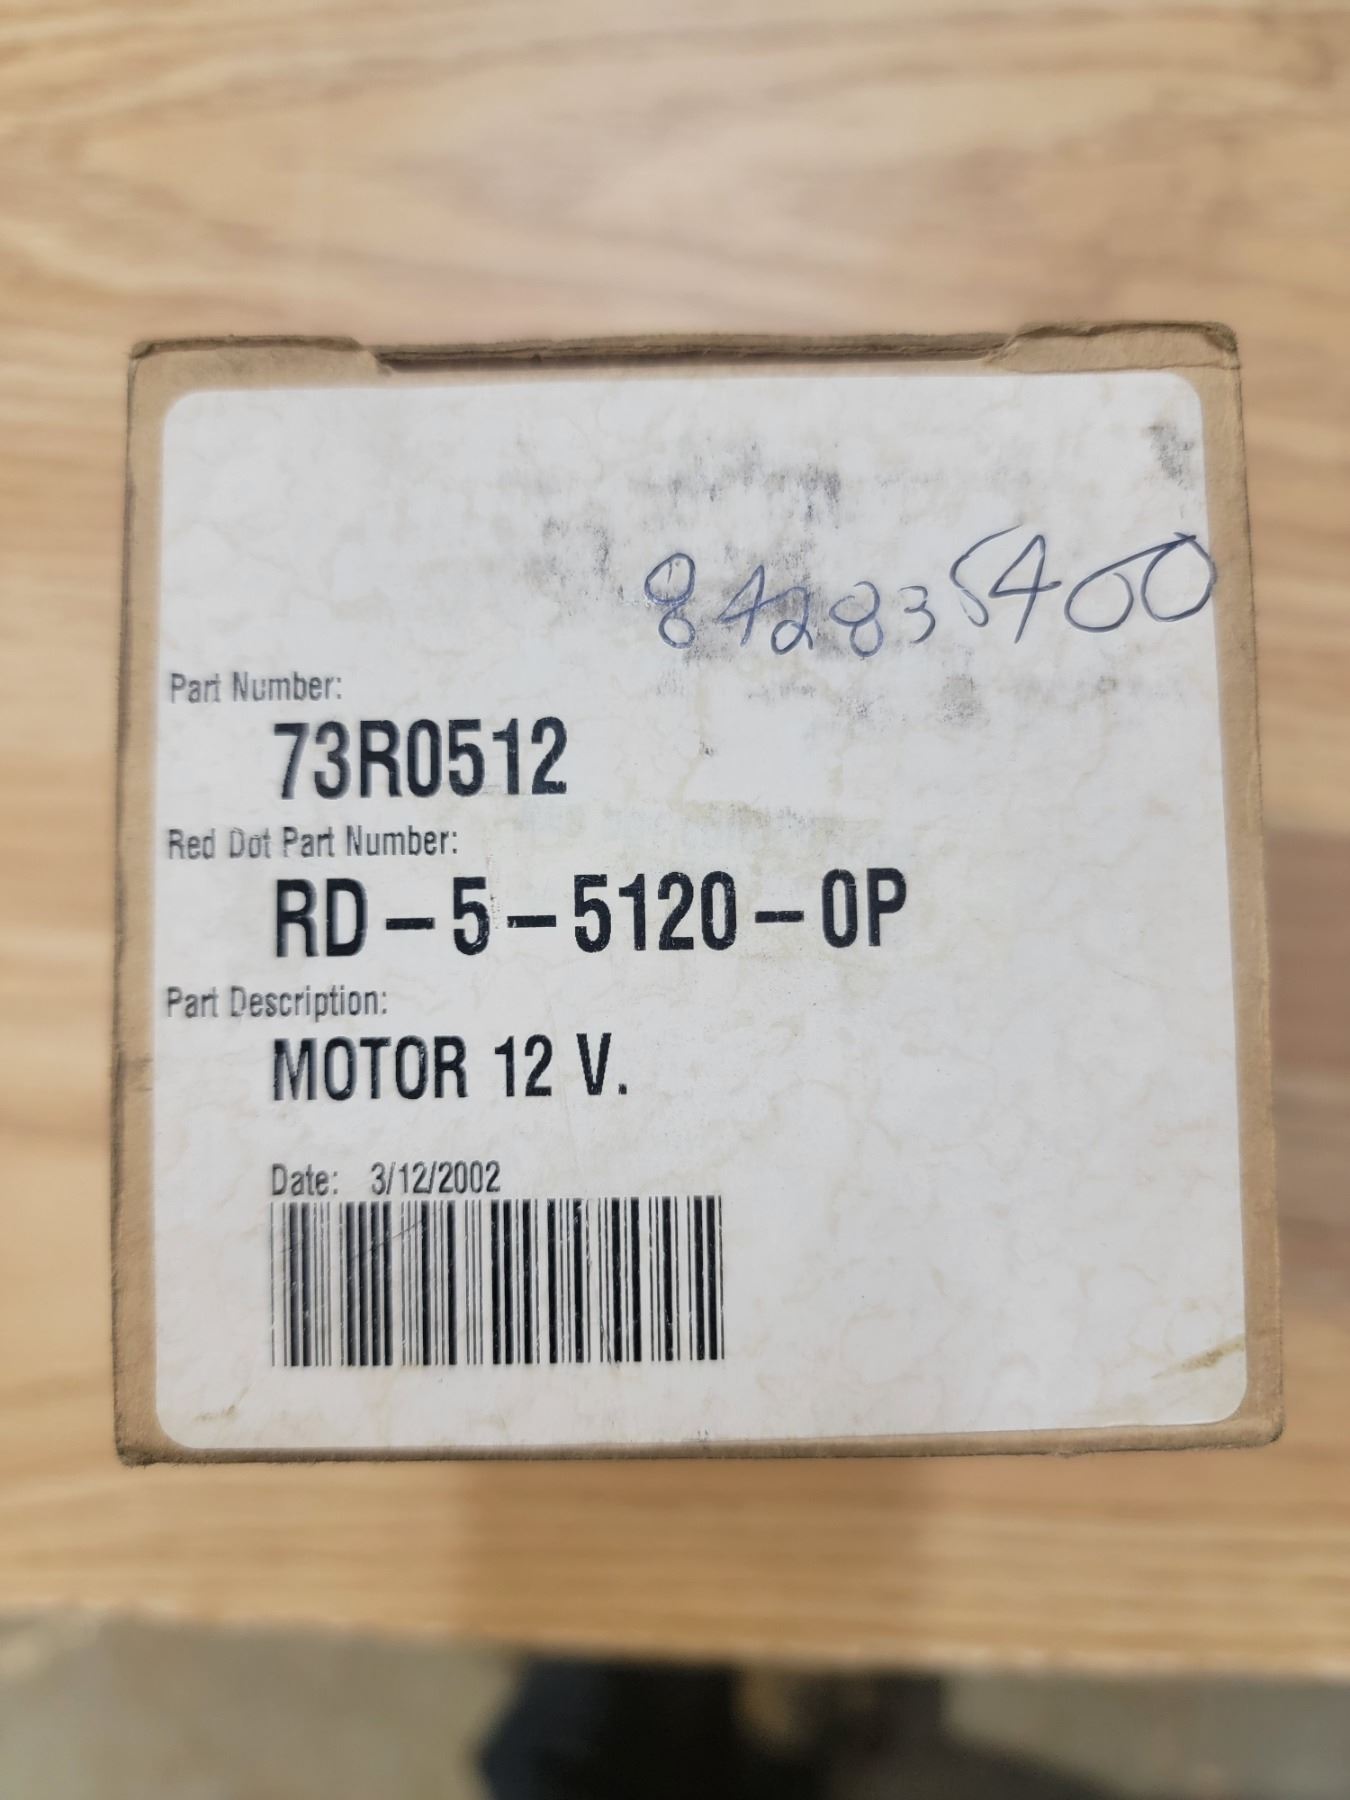 842835400
Part Number:
73R0512
Red Dot Part Number:
RD-5-5120-0P
Part Description:
MOTOR 12 V.
Date: 3/12/2002